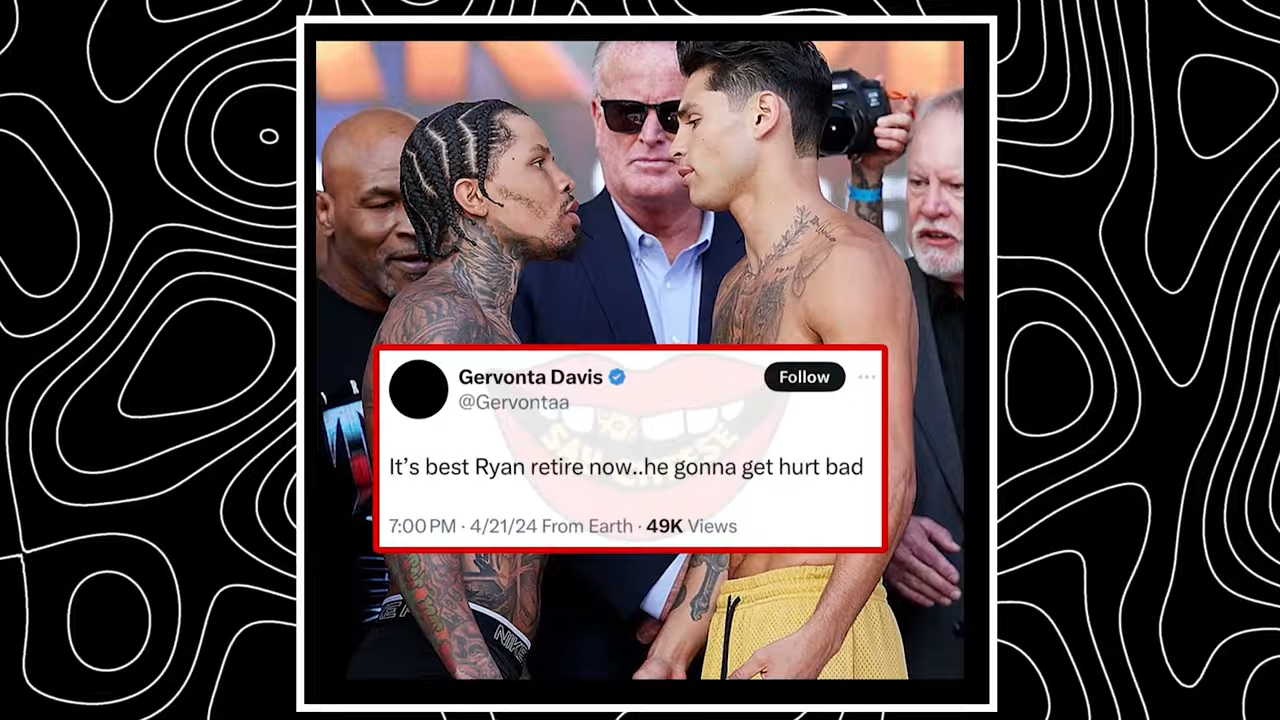 Gervonta Davis
Follow
@Gervontaa
It’s best Ryan retire now..he gonna get hurt bad
7:00 PM · 4/21/24 From Earth · 49K Views
NIKE